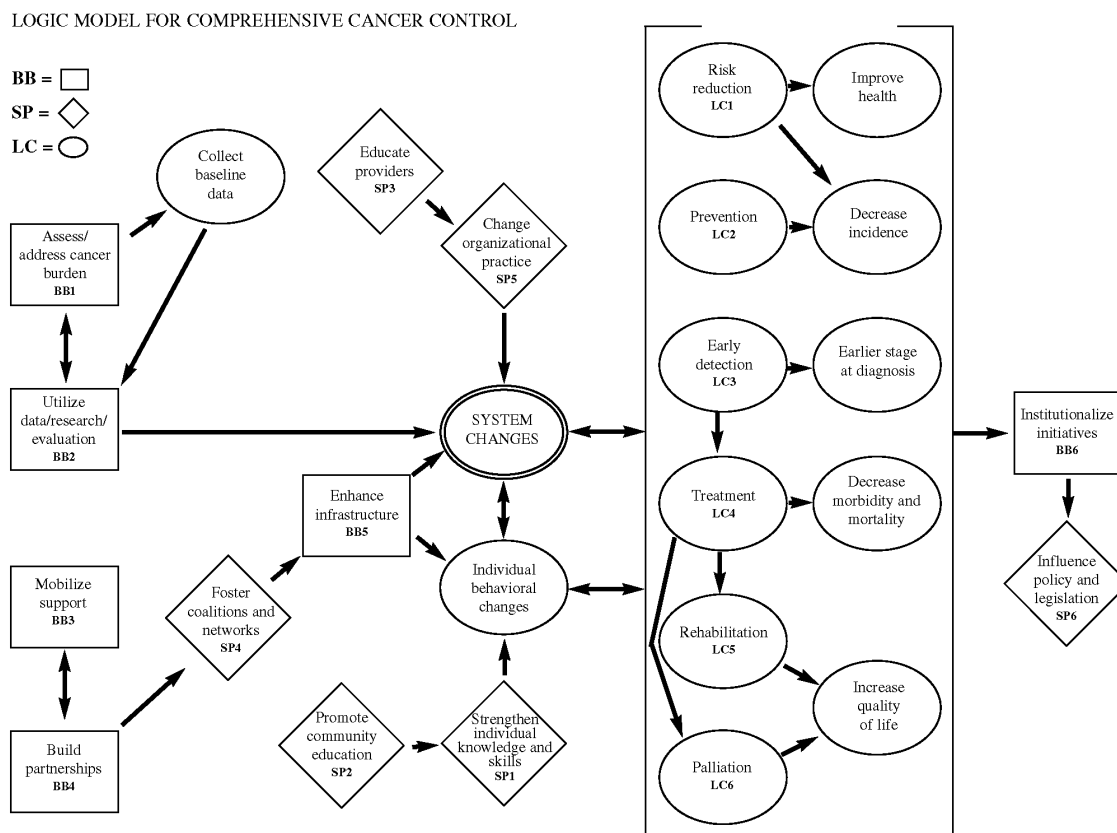 LOGIC MODEL FOR COMPREHENSIVE CANCER CONTROL
BB =
SP =
LC =
Collect
baseline
data
Educate
providers
SP3
Change
organizational
practice
SP5
Assess/
address cancer
burden
BB1
Utilize
data/research/
evaluation
BB2
SYSTEM
CHANGES
Enhance
infrastructure
BB5
Individual
behavioral
changes
Mobilize
support
BB3
Foster
coalitions and
networks
SP4
Build
partnerships
BB4
Promote
community
education
SP2
Strengthen
individual
knowledge and
skills
SP1
Risk
reduction
LC1
Improve
health
Prevention
LC2
Decrease
incidence
Early
detection
LC3
Earlier stage
at diagnosis
Treatment
LC4
Decrease
morbidity and
mortality
Rehabilitation
LC5
Increase
quality
of life
Palliation
LC6
Institutionalize
initiatives
BB6
Influence
policy and
legislation
SP6